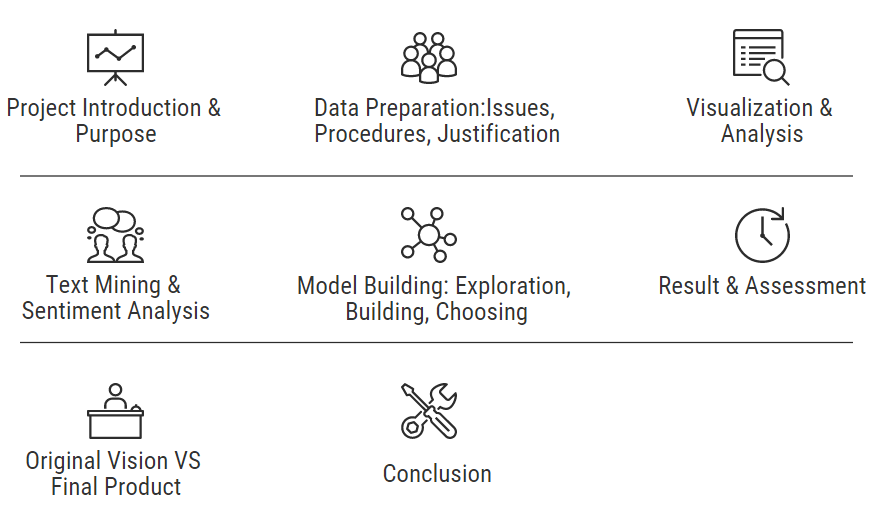 Project Introduction &
Purpose
Data Preparation:Issues,
Procedures, Justification
Visualization &
Analysis
Text Mining &
Sentiment Analysis
Model Building: Exploration,
Building, Choosing
Result & Assessment
Original Vision VS
Final Product
Conclusion